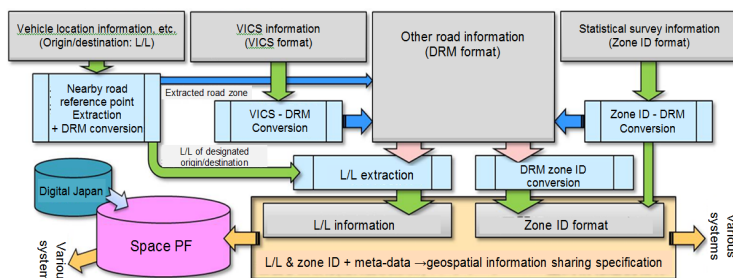 Vehicle location information, etc.
(Origin/destination: L/L)
VICS information
(VICS format)
Other road information
(DRM format)
Statistical survey information
(Zone ID format)
Nearby road
reference point
Extraction
+ DRM conversion
Extracted road zone
VICS - DRM
Conversion
Zone ID - DRM
Conversion
L/L of designated
origin/destination
L/L extraction
DRM zone ID
conversion
Digital Japan
Space PF
L/L information
Zone ID format
L/L & zone ID + meta-data →geospatial information sharing specification
Various
systems
Various
system